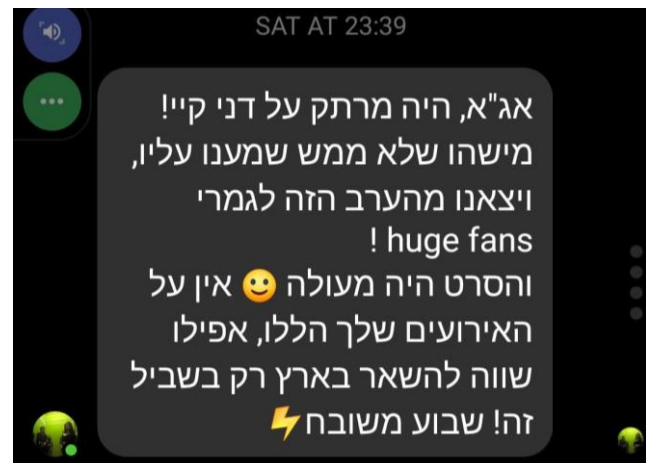 SAT AT 23:39
אג"א, היה מרתק על דני קיי!
מישהו שלא ממש שמענו עליו,
ויצאנו מהערב הזה לגמרי
huge fans !
והסרט היה מעולה 🙂 אין על
האירועים שלך הללו, אפילו
שווה להשאר בארץ רק בשביל
זה! שבוע משובח⚡